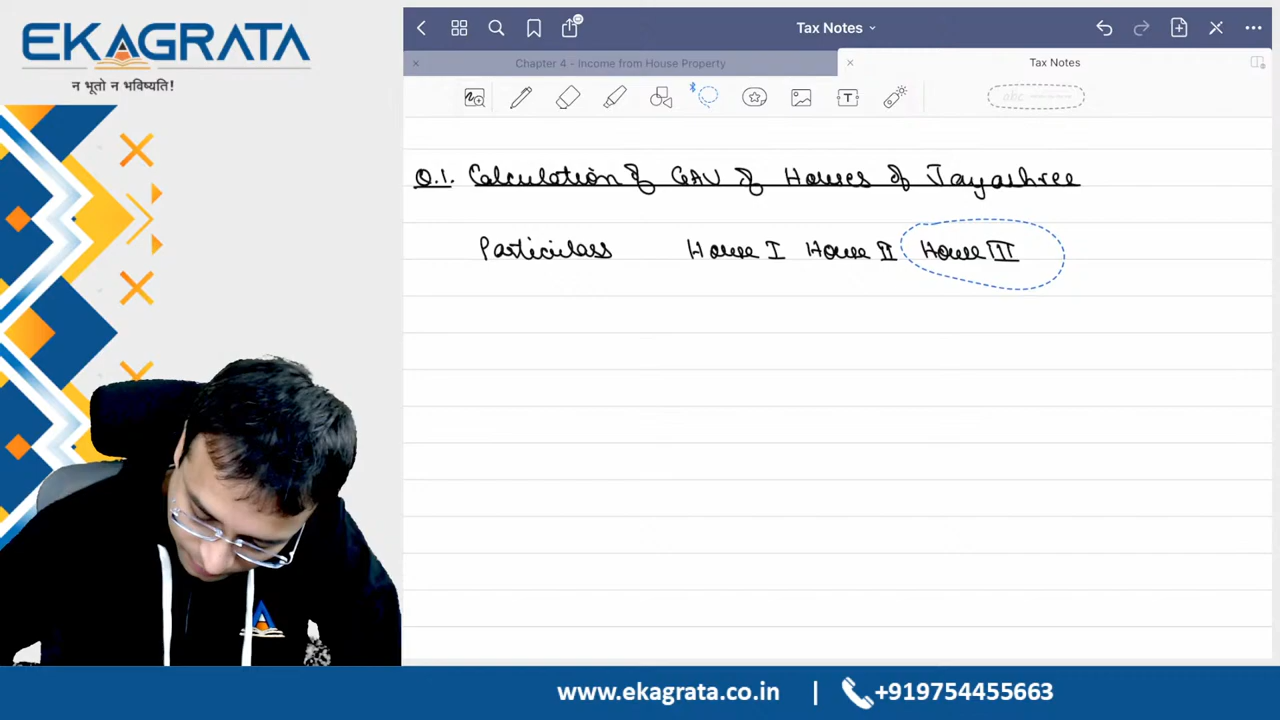 EKAGRATA
न भूतो न भविष्यति!
Tax Notes
Chapter 4 - Income from House Property
Tax Notes
abc
Q.1. Calculation of GAV of Houses of Jayashree
Particulars House I House II House III
www.ekagrata.co.in | +919754455663